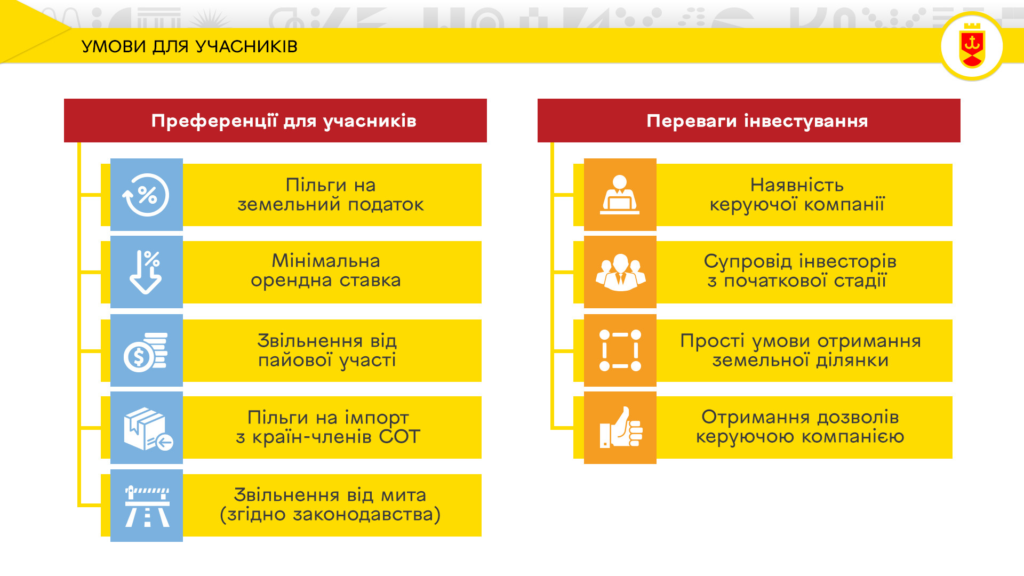 УМОВИ ДЛЯ УЧАСНИКІВ
Преференції для учасників
Пільги на
земельний податок
Мінімальна
орендна ставка
Звільнення від
пайової участі
Пільги на імпорт
з країн-членів СОТ
Звільнення від мита
(згідно законодавства)
Переваги інвестування
Наявність
керуючої компанії
Супровід інвесторів
з початкової стадії
Прості умови отримання
земельної ділянки
Отримання дозволів
керуючою компанією